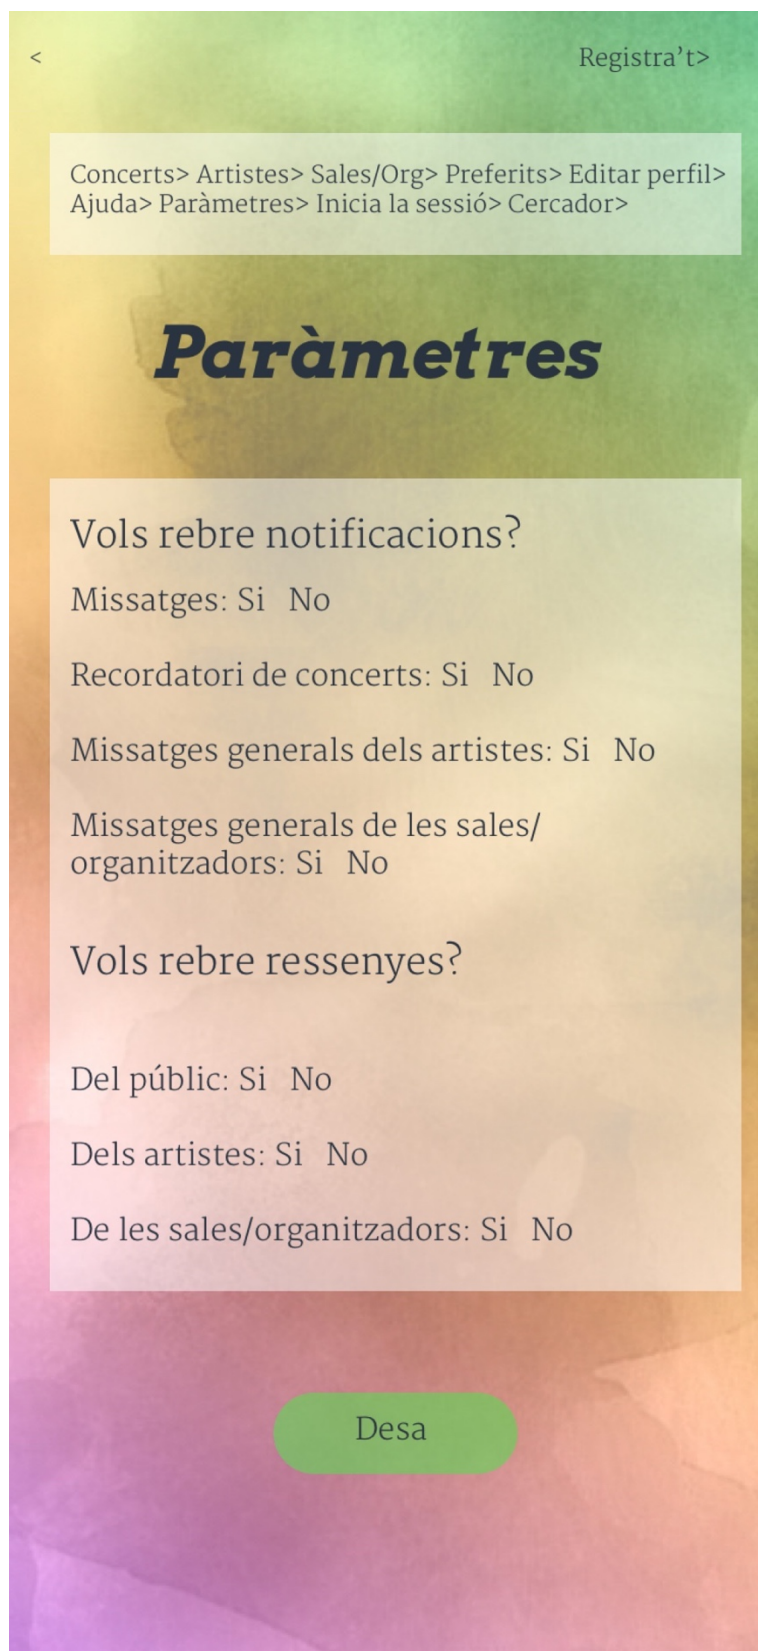 <
Registra’t>
Concerts> Artistes> Sales/Org> Preferits> Editar perfil>
Ajuda> Paràmetres> Inicia la sessió> Cercador>
Paràmetres
Vols rebre notificacions?
Missatges: Si No
Recordatori de concerts: Si No
Missatges generals dels artistes: Si No
Missatges generals de les sales/
organitzadors: Si No
Vols rebre ressenyes?
Del públic: Si No
Dels artistes: Si No
De les sales/organitzadors: Si No
Desa